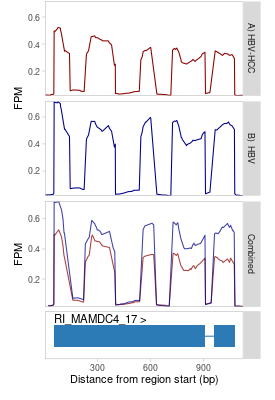 0.6
0.4
0.2
FPM
A) HBV-HCC
0.6
0.4
0.2
B) HBV
0.6
0.4
0.2
FPM
Combined
RI_MAMDC4_17 >
300
600
900
Distance from region start (bp)